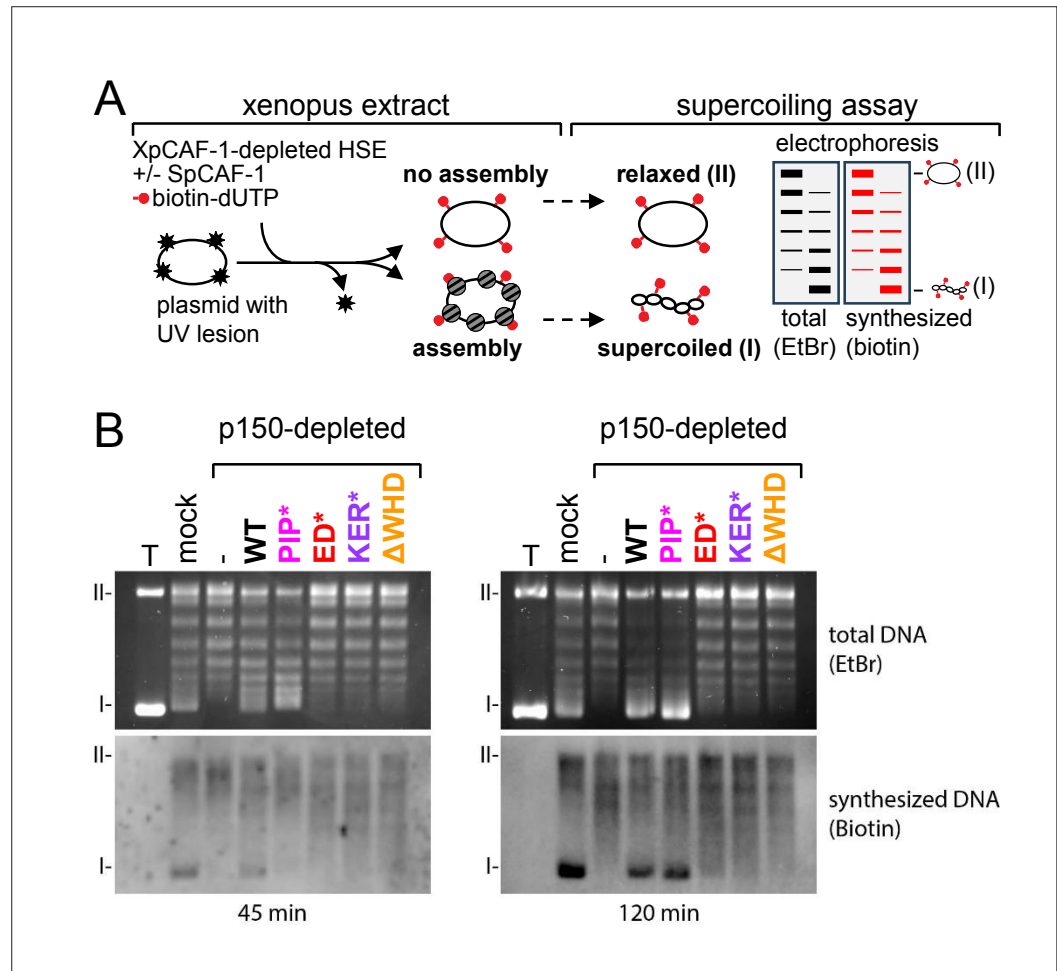 A
xenopus extract
supercoiling assay
XpCAF-1-depleted HSE
+/- SpCAF-1
biotin-dUTP
plasmid with
UV lesion
no assembly
assembly
relaxed (II)
supercoiled (I)
electrophoresis
(II)
(I)
total
(EtBr)
synthesized
(biotin)
B
p150-depleted
T
mock
-
WT
PIP*
ED*
KER*
ΔWHD
II-
I-
II-
I-
45 min
p150-depleted
T
mock
-
WT
PIP*
ED*
KER*
ΔWHD
II-
I-
total DNA
(EtBr)
II-
I-
synthesized DNA
(Biotin)
120 min